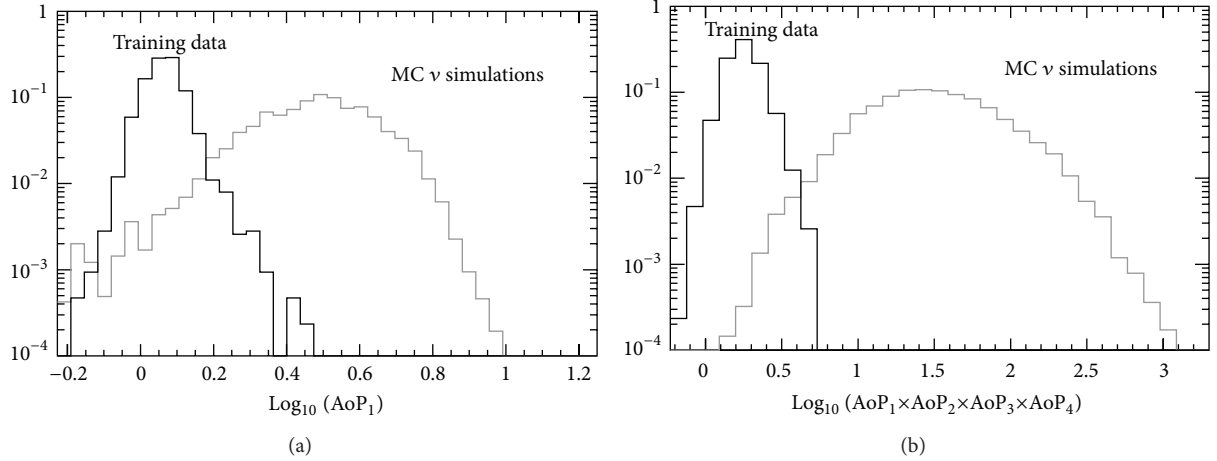 1
10⁻¹
10⁻²
10⁻³
10⁻⁴
Training data
MC ν simulations
−0.2 0 0.2 0.4 0.6 0.8 1 1.2
Log₁₀ (AoP₁)
(a)
1
10⁻¹
10⁻²
10⁻³
10⁻⁴
Training data
MC ν simulations
0 0.5 1 1.5 2 2.5 3
Log₁₀ (AoP₁×AoP₂×AoP₃×AoP₄)
(b)